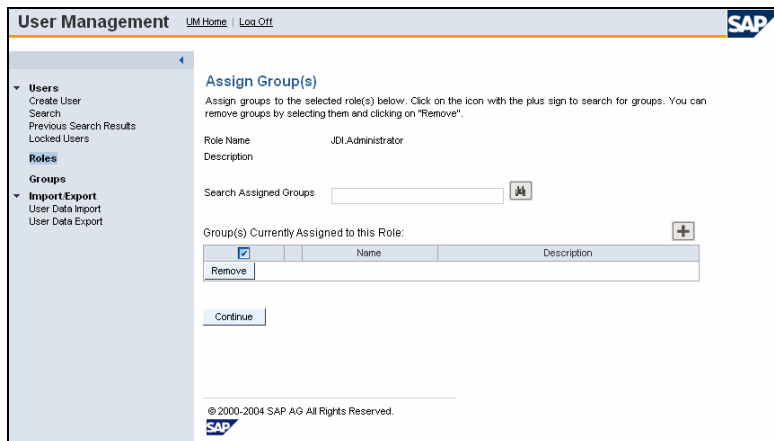 User Management UM Home | Log Off SAP
Users
Create User
Search
Previous Search Results
Locked Users
Roles
Groups
Import/Export
User Data Import
User Data Export
Assign Group(s)
Assign groups to the selected role(s) below. Click on the icon with the plus sign to search for groups. You can
remove groups by selecting them and clicking on "Remove".
Role Name JDI.Administrator
Description
Search Assigned Groups
Group(s) Currently Assigned to this Role:
Name Description
Remove
Continue
© 2000-2004 SAP AG All Rights Reserved.
SAP